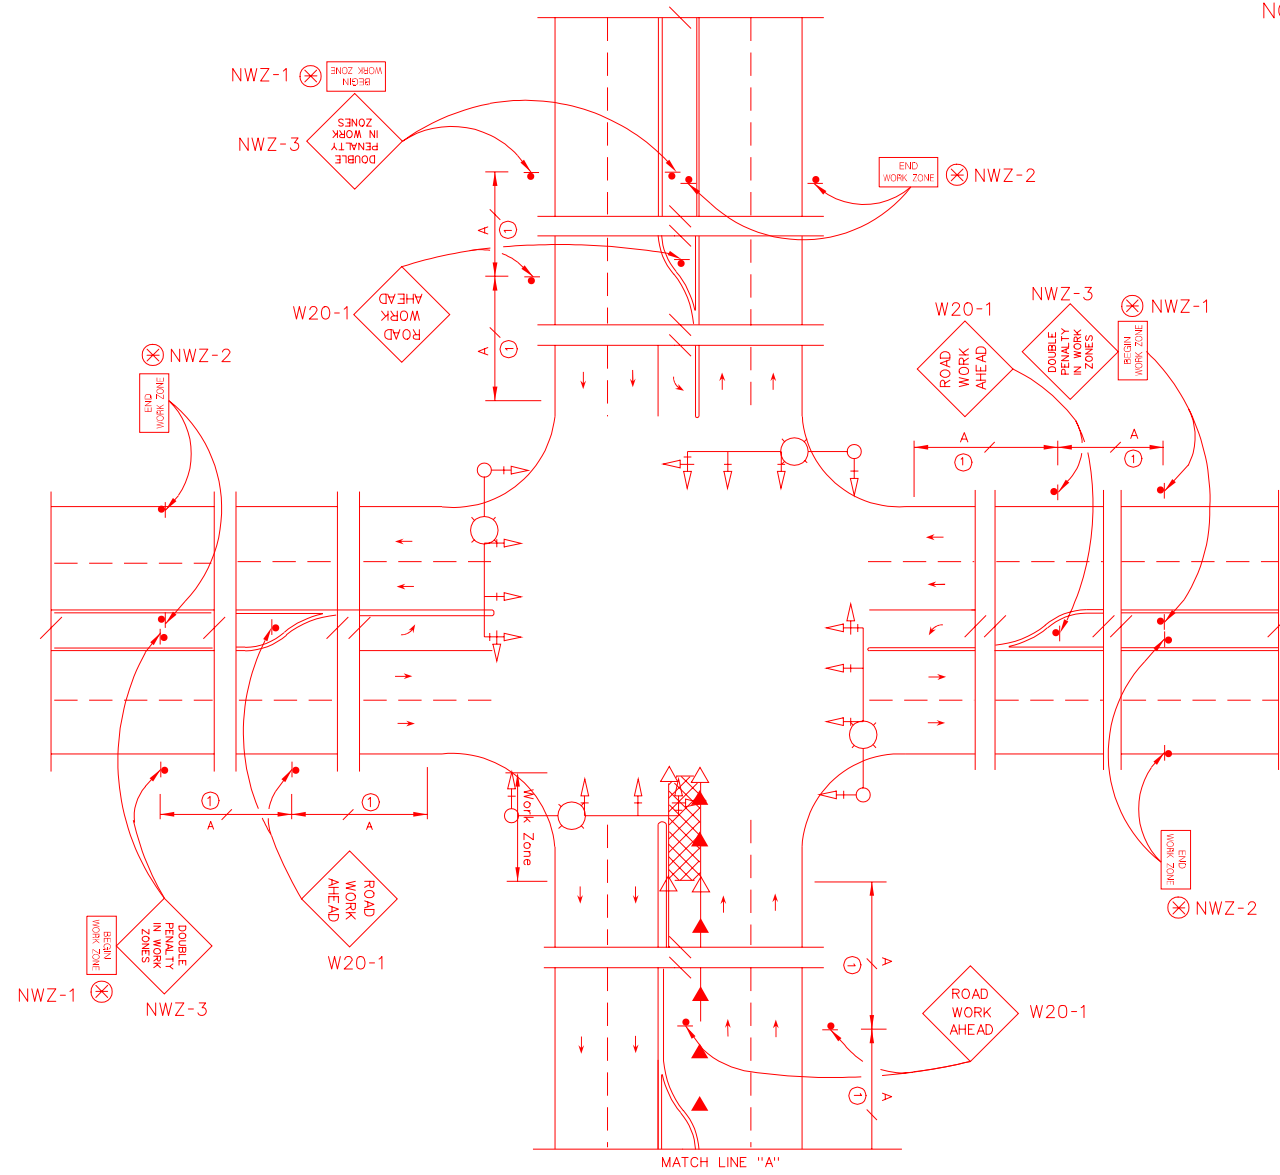 NO
NWZ-1
BEGIN
WORK ZONE
NWZ-3
DOUBLE
PENALTY
IN WORK
ZONES
END
WORK ZONE
NWZ-2
A
1
W20-1
ROAD
WORK
AHEAD
A
1
NWZ-2
END
WORK ZONE
W20-1
ROAD
WORK
AHEAD
NWZ-3
DOUBLE
PENALTY
IN WORK
ZONES
NWZ-1
BEGIN
WORK ZONE
A
1
A
1
1
A
1
A
Work Zone
ROAD
WORK
AHEAD
W20-1
BEGIN
WORK ZONE
NWZ-1
DOUBLE
PENALTY
IN WORK
ZONES
NWZ-3
END
WORK ZONE
NWZ-2
A
1
ROAD
WORK
AHEAD
W20-1
A
1
MATCH LINE "A"